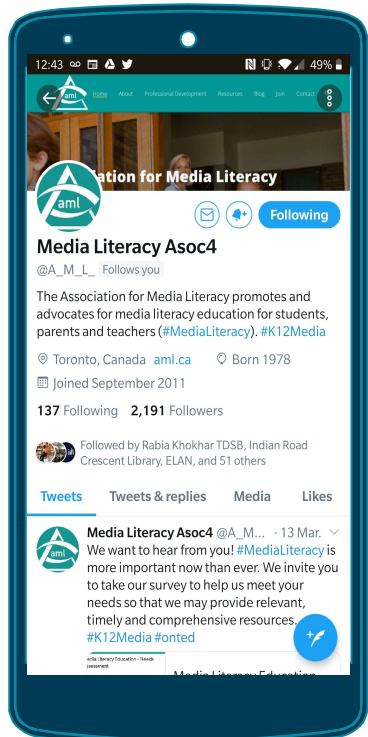 12:43 49%
aml Home About Professional Development Resources Blog Join Contact
ation for Media Literacy
aml
Following
Media Literacy Asoc4
@A_M_L_ Follows you
The Association for Media Literacy promotes and
advocates for media literacy education for students,
parents and teachers (#MediaLiteracy). #K12Media
Toronto, Canada aml.ca Born 1978
Joined September 2011
137 Following 2,191 Followers
Followed by Rabia Khokhar TDSB, Indian Road
Crescent Library, ELAN, and 51 others
Tweets Tweets & replies Media Likes
Media Literacy Asoc4 @A_M... · 13 Mar.
aml
We want to hear from you! #MediaLiteracy is
more important now than ever. We invite you
to take our survey to help us meet your
needs so that we may provide relevant,
timely and comprehensive resources.
#K12Media #onted
edia Literacy Education - Needs
ssessment
Media Literacy Education